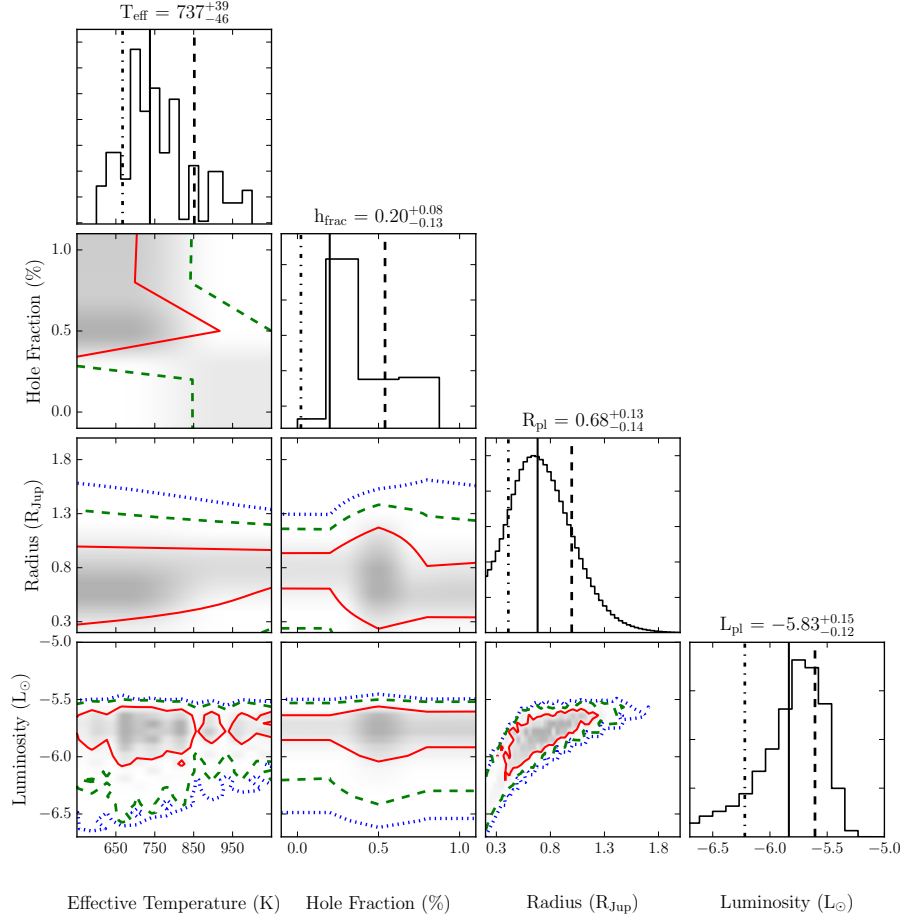 T_eff = 737^{+39}_{-46}
h_frac = 0.20^{+0.08}_{-0.13}
1.0
0.5
0.0
Hole Fraction (%)
R_pl = 0.68^{+0.13}_{-0.14}
1.8
1.3
0.8
0.3
Radius (R_Jup)
L_pl = −5.83^{+0.15}_{-0.12}
−5.0
−5.5
−6.0
−6.5
Luminosity (L_⊙)
650 750 850 950
0.0 0.5 1.0
0.3 0.8 1.3 1.8
−6.5 −6.0 −5.5 −5.0
Effective Temperature (K) Hole Fraction (%) Radius (R_Jup) Luminosity (L_⊙)